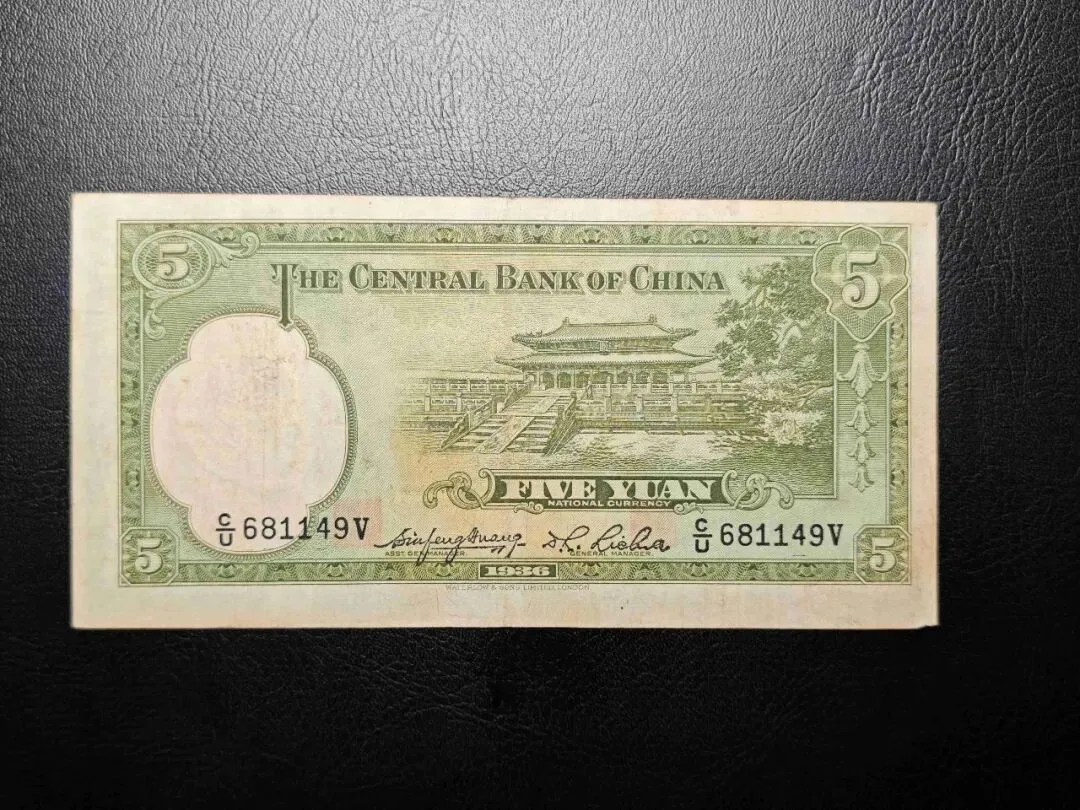 5
5
THE CENTRAL BANK OF CHINA
FIVE YUAN
NATIONAL CURRENCY
C/U 681149V
C/U 681149V
ASST. GEN. MANAGER.
GENERAL MANAGER.
5
5
1936
WATERLOW & SONS LIMITED, LONDON